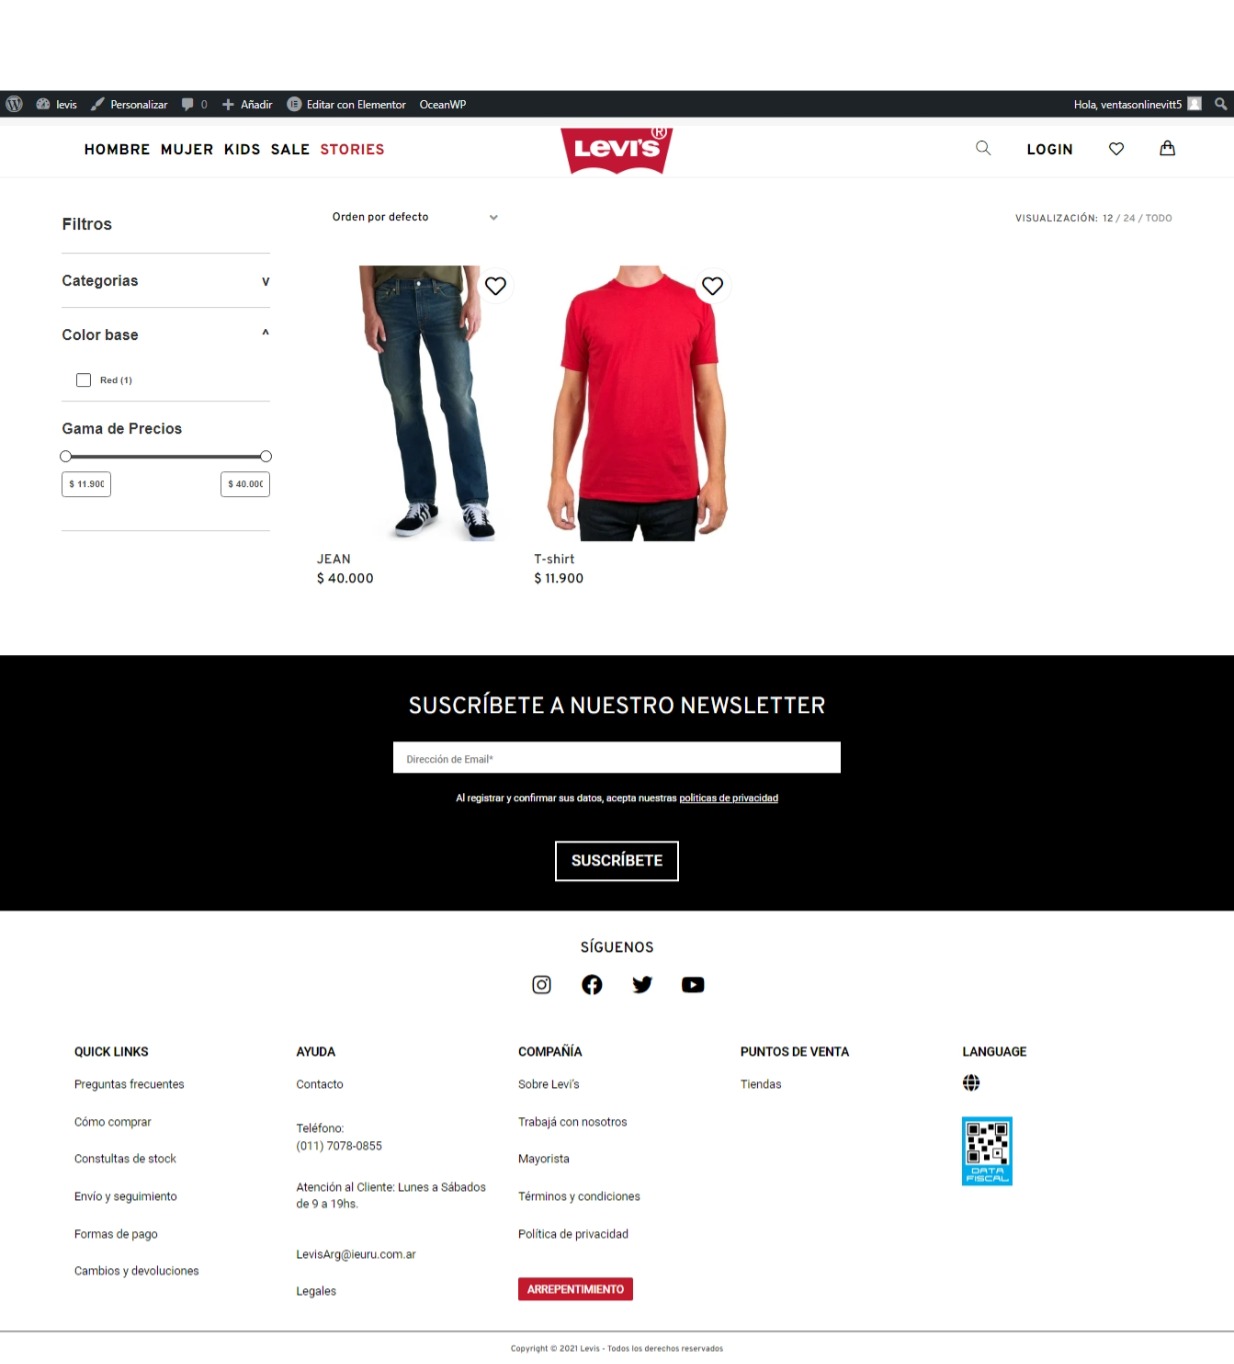 levis Personalizar 0 Añadir Editar con Elementor OceanWP Hola, ventasonlinevitt5
HOMBRE MUJER KIDS SALE STORIES LEVI'S® LOGIN
Filtros
Orden por defecto
VISUALIZACIÓN: 12 / 24 / TODO
Categorias v
Color base ^
Red (1)
Gama de Precios
$ 11.900 $ 40.000
JEAN
$ 40.000
T-shirt
$ 11.900
SUSCRÍBETE A NUESTRO NEWSLETTER
Dirección de Email*
Al registrar y confirmar sus datos, acepta nuestras politicas de privacidad
SUSCRÍBETE
SÍGUENOS
QUICK LINKS
Preguntas frecuentes
Cómo comprar
Constultas de stock
Envío y seguimiento
Formas de pago
Cambios y devoluciones
AYUDA
Contacto
Teléfono:
(011) 7078-0855
Atención al Cliente: Lunes a Sábados
de 9 a 19hs.
LevisArg@ieuru.com.ar
Legales
COMPAÑÍA
Sobre Levi's
Trabajá con nosotros
Mayorista
Términos y condiciones
Política de privacidad
ARREPENTIMIENTO
PUNTOS DE VENTA
Tiendas
LANGUAGE
DATA
FISCAL
Copyright © 2021 Levis - Todos los derechos reservados